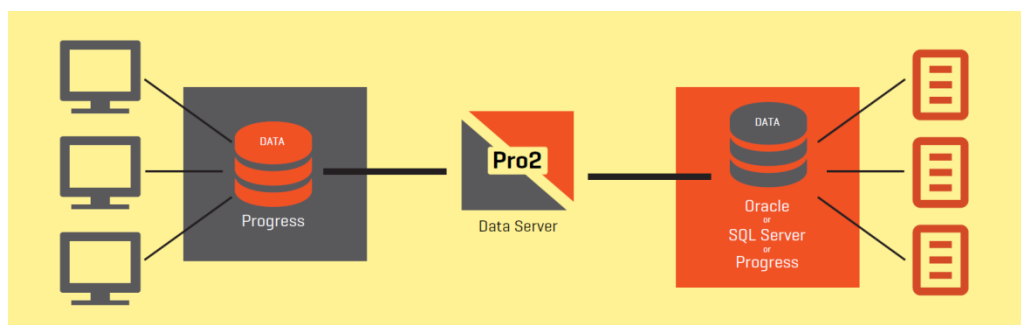 DATA
Progress
Pro2
Data Server
DATA
Oracle
or
SQL Server
or
Progress